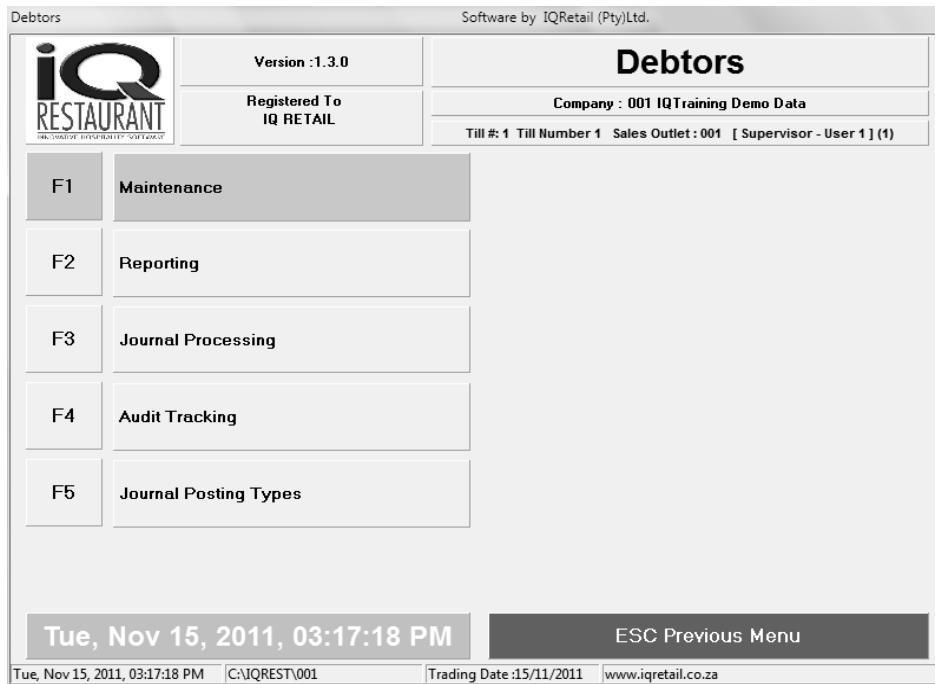 Debtors Software by IQRetail (Pty)Ltd.
iQ
RESTAURANT
INNOVATIVE HOSPITALITY SOFTWARE
Version :1.3.0
Registered To
IQ RETAIL
Debtors
Company : 001 IQTraining Demo Data
Till #: 1 Till Number 1 Sales Outlet : 001 [ Supervisor - User 1 ] (1)
F1 Maintenance
F2 Reporting
F3 Journal Processing
F4 Audit Tracking
F5 Journal Posting Types
Tue, Nov 15, 2011, 03:17:18 PM ESC Previous Menu
Tue, Nov 15, 2011, 03:17:18 PM C:\IQREST\001 Trading Date :15/11/2011 www.iqretail.co.za